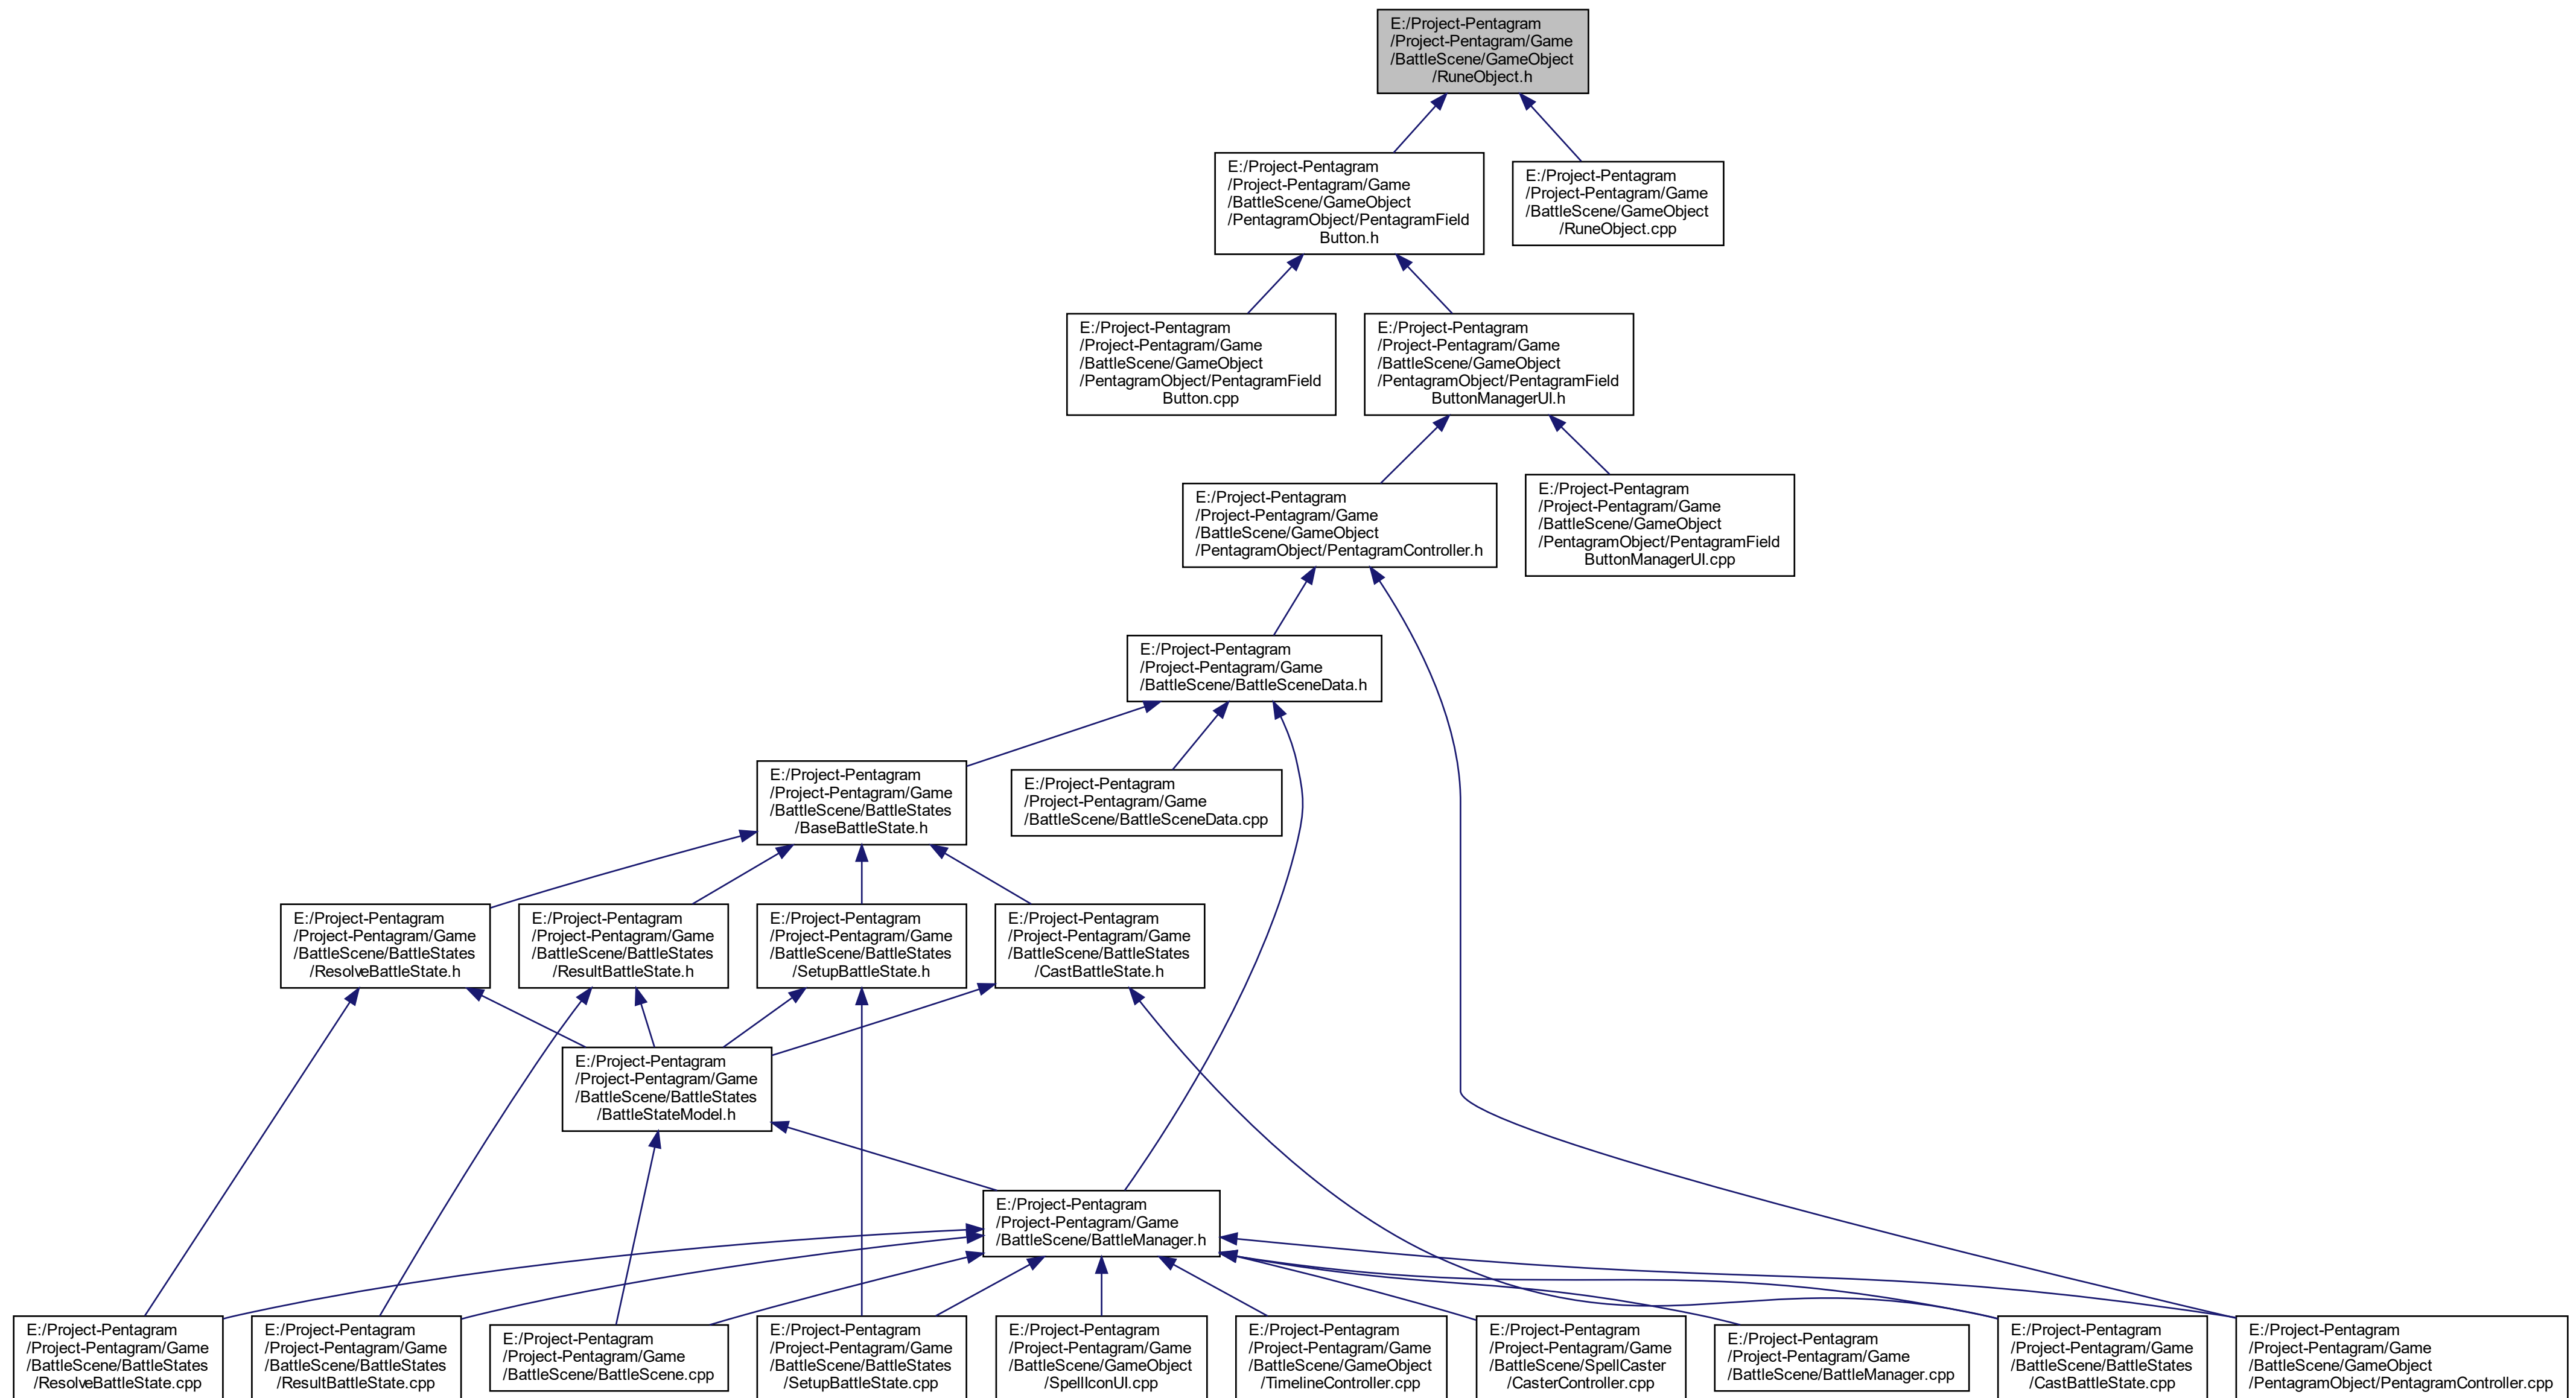 E:/Project-Pentagram
/Project-Pentagram/Game
/BattleScene/GameObject
/RuneObject.h
E:/Project-Pentagram
/Project-Pentagram/Game
/BattleScene/GameObject
/PentagramObject/PentagramField
Button.h
E:/Project-Pentagram
/Project-Pentagram/Game
/BattleScene/GameObject
/RuneObject.cpp
E:/Project-Pentagram
/Project-Pentagram/Game
/BattleScene/GameObject
/PentagramObject/PentagramField
Button.cpp
E:/Project-Pentagram
/Project-Pentagram/Game
/BattleScene/GameObject
/PentagramObject/PentagramField
ButtonManagerUI.h
E:/Project-Pentagram
/Project-Pentagram/Game
/BattleScene/GameObject
/PentagramObject/PentagramController.h
E:/Project-Pentagram
/Project-Pentagram/Game
/BattleScene/GameObject
/PentagramObject/PentagramField
ButtonManagerUI.cpp
E:/Project-Pentagram
/Project-Pentagram/Game
/BattleScene/BattleSceneData.h
E:/Project-Pentagram
/Project-Pentagram/Game
/BattleScene/BattleStates
/BaseBattleState.h
E:/Project-Pentagram
/Project-Pentagram/Game
/BattleScene/BattleSceneData.cpp
E:/Project-Pentagram
/Project-Pentagram/Game
/BattleScene/BattleStates
/ResolveBattleState.h
E:/Project-Pentagram
/Project-Pentagram/Game
/BattleScene/BattleStates
/ResultBattleState.h
E:/Project-Pentagram
/Project-Pentagram/Game
/BattleScene/BattleStates
/SetupBattleState.h
E:/Project-Pentagram
/Project-Pentagram/Game
/BattleScene/BattleStates
/CastBattleState.h
E:/Project-Pentagram
/Project-Pentagram/Game
/BattleScene/BattleStates
/BattleStateModel.h
E:/Project-Pentagram
/Project-Pentagram/Game
/BattleScene/BattleManager.h
E:/Project-Pentagram
/Project-Pentagram/Game
/BattleScene/BattleStates
/ResolveBattleState.cpp
E:/Project-Pentagram
/Project-Pentagram/Game
/BattleScene/BattleStates
/ResultBattleState.cpp
E:/Project-Pentagram
/Project-Pentagram/Game
/BattleScene/BattleScene.cpp
E:/Project-Pentagram
/Project-Pentagram/Game
/BattleScene/BattleStates
/SetupBattleState.cpp
E:/Project-Pentagram
/Project-Pentagram/Game
/BattleScene/GameObject
/SpellIconUI.cpp
E:/Project-Pentagram
/Project-Pentagram/Game
/BattleScene/GameObject
/TimelineController.cpp
E:/Project-Pentagram
/Project-Pentagram/Game
/BattleScene/SpellCaster
/CasterController.cpp
E:/Project-Pentagram
/Project-Pentagram/Game
/BattleScene/BattleManager.cpp
E:/Project-Pentagram
/Project-Pentagram/Game
/BattleScene/BattleStates
/CastBattleState.cpp
E:/Project-Pentagram
/Project-Pentagram/Game
/BattleScene/GameObject
/PentagramObject/PentagramController.cpp